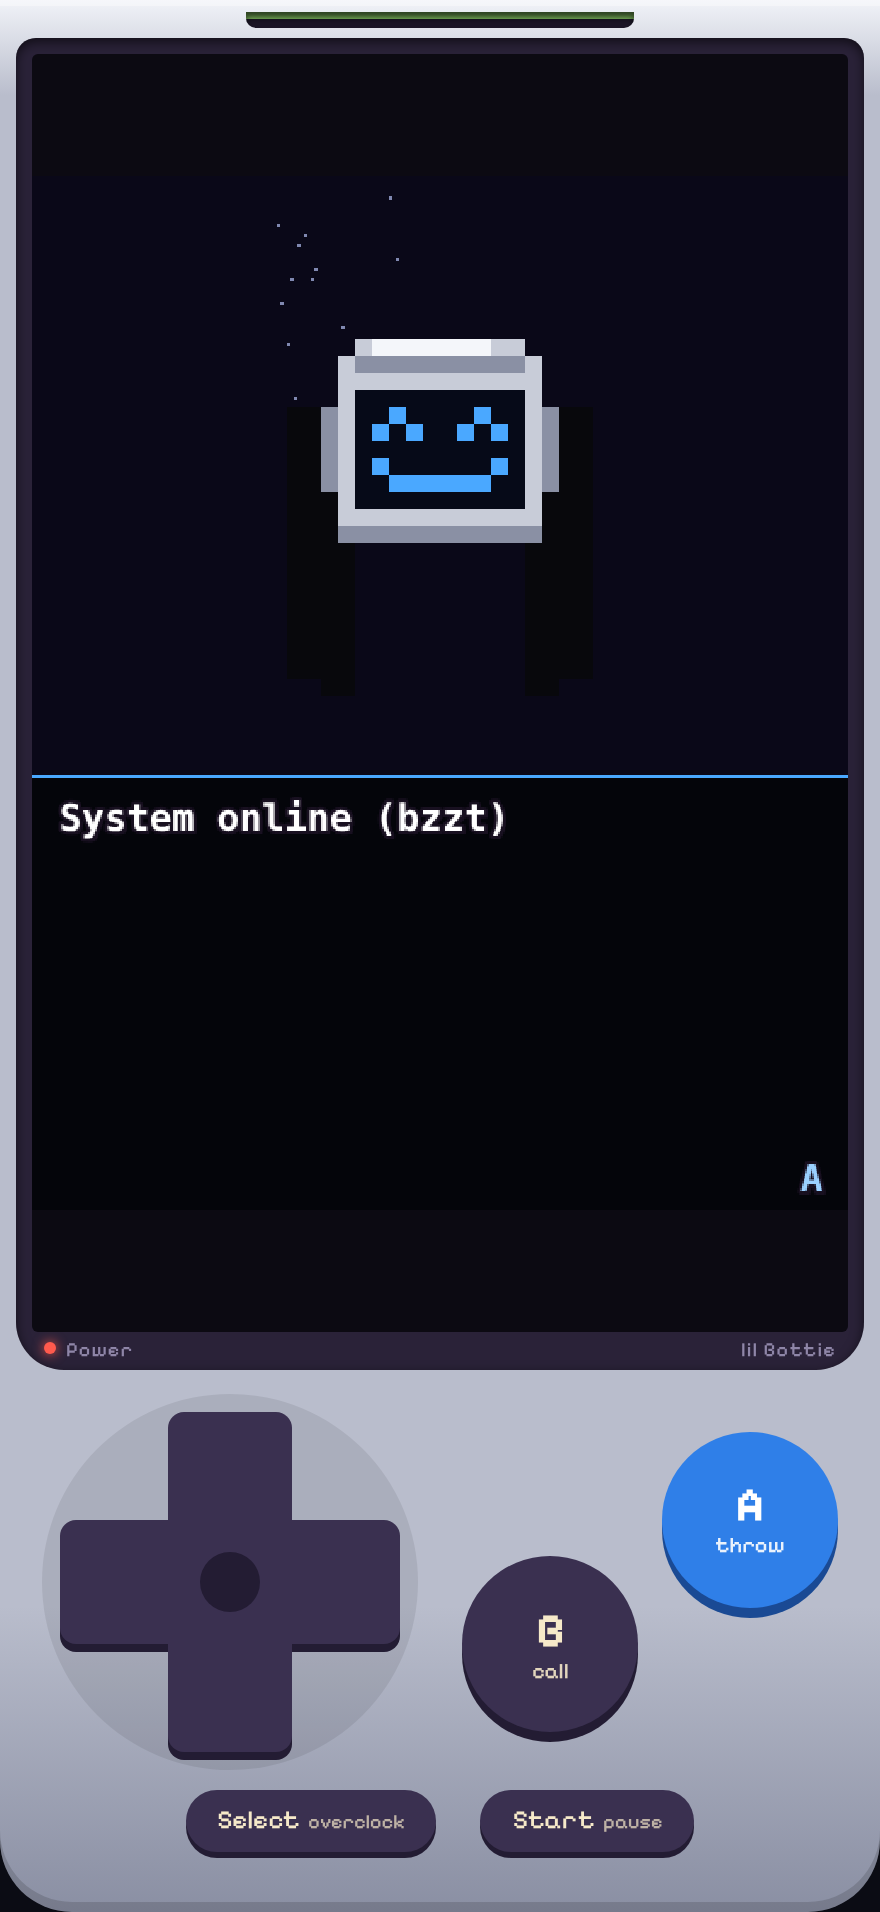 System online (bzzt)
A
Power
lil Bottie
A
throw
B
call
Select overclock
Start pause